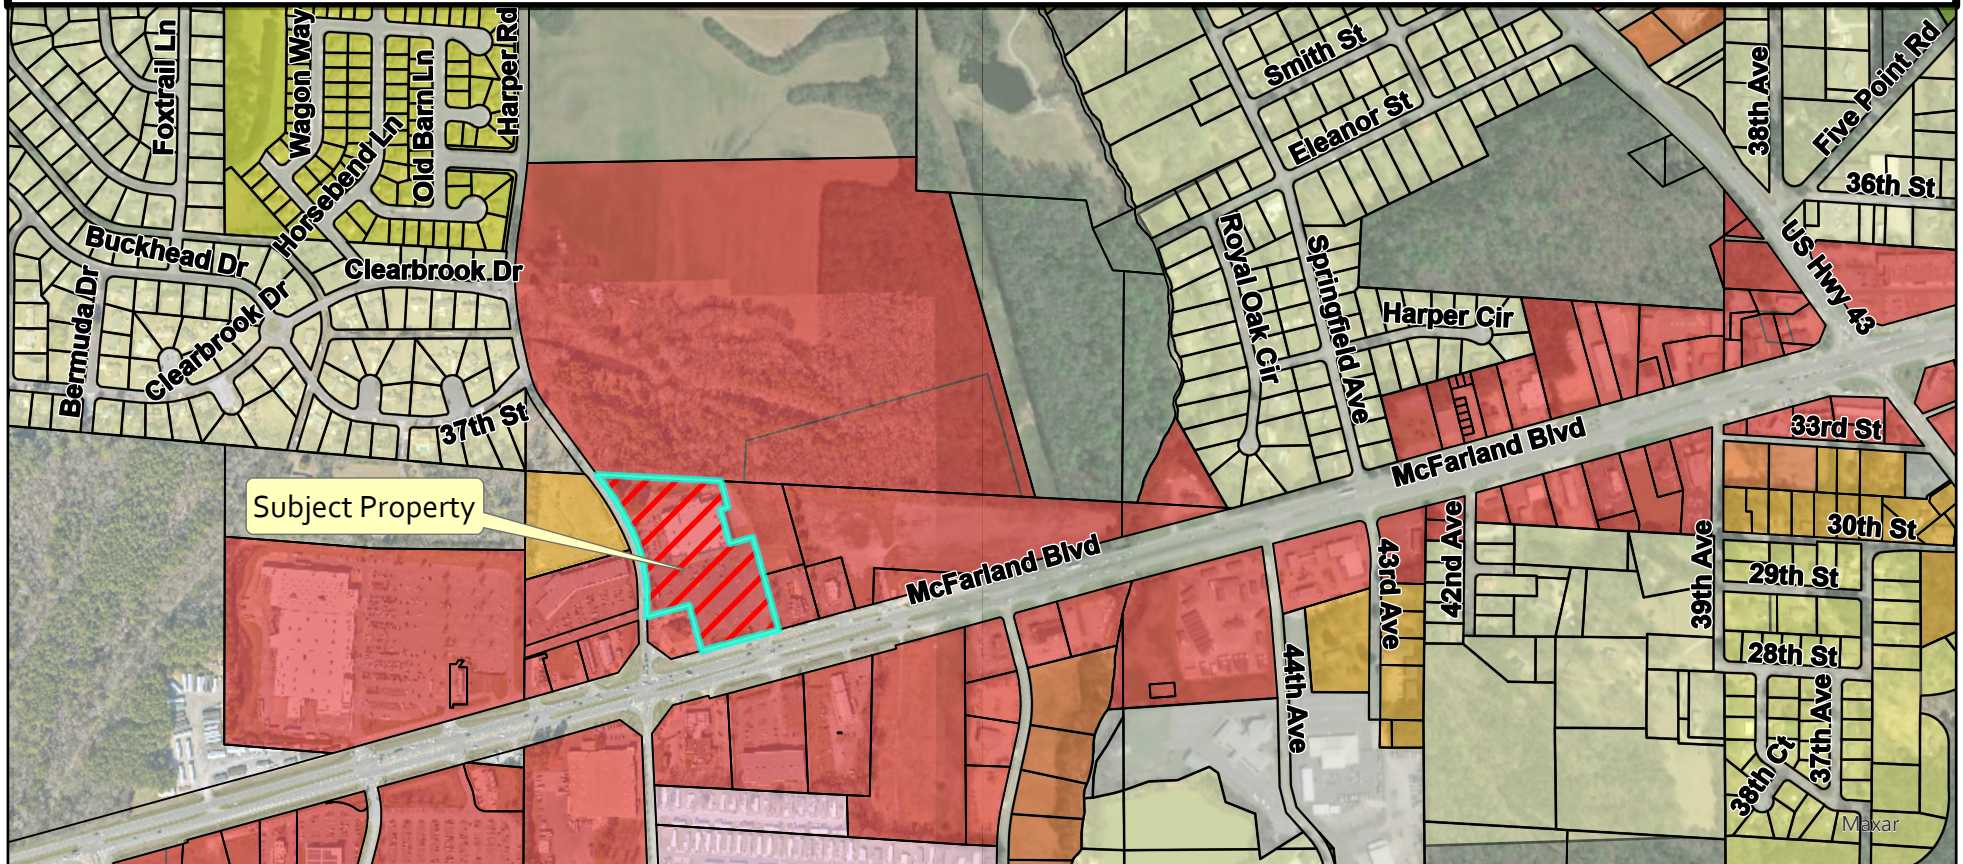 Foxtrail Ln
Wagon Way
Horsebend Ln
Old Barn Ln
Harper Rd
Smith St
Eleanor St
38th Ave
Five Point Rd
36th St
US Hwy 43
Buckhead Dr
Bermuda Dr
Clearbrook Dr
Clearbrook Dr
37th St
Royal Oak Cir
Springfield Ave
Harper Cir
McFarland Blvd
33rd St
30th St
29th St
28th St
Subject Property
McFarland Blvd
44th Ave
43rd Ave
42nd Ave
39th Ave
38th Ct
37th Ave
Maxar